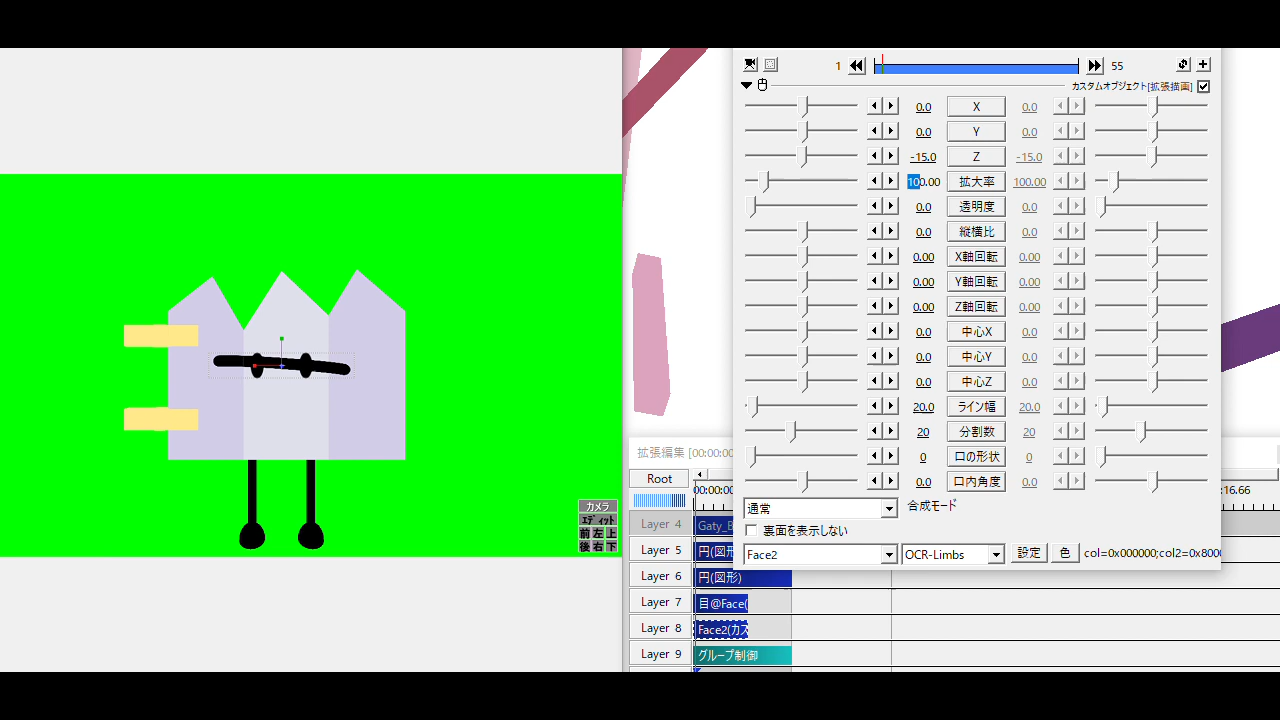 1 55
カスタムオブジェクト[拡張描画]
0.0 X 0.0
0.0 Y 0.0
-15.0 Z -15.0
100.00 拡大率 100.00
0.0 透明度 0.0
0.0 縦横比 0.0
0.00 X軸回転 0.00
0.00 Y軸回転 0.00
0.00 Z軸回転 0.00
0.0 中心X 0.0
0.0 中心Y 0.0
0.0 中心Z 0.0
20.0 ライン幅 20.0
20 分割数 20
0 口の形状 0
0.0 口内角度 0.0
通常 合成モード
裏面を表示しない
Face2 OCR-Limbs 設定 色 col=0x000000;col2=0x8000
カメラ
ｴﾃﾞｨｯﾄ
前左上
後右下
拡張編集 [00:00:00
Root
00:00:00 :16.66
Layer 4 Gaty_B
Layer 5 円(図形
Layer 6 円(図形)
Layer 7 目@Face(
Layer 8 Face2(カス
Layer 9 グループ制御